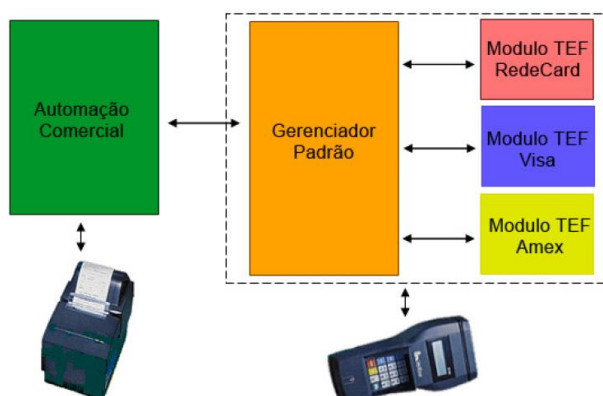 Automação
Comercial
Gerenciador
Padrão
Modulo TEF
RedeCard
Modulo TEF
Visa
Modulo TEF
Amex